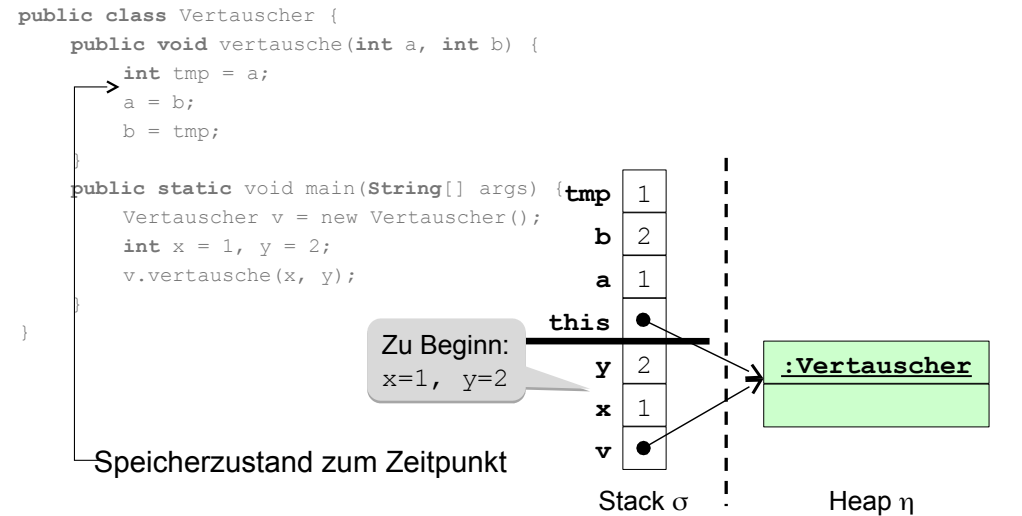 public class Vertauscher {
public void vertausche(int a, int b) {
int tmp = a;
a = b;
b = tmp;
}
public static void main(String[] args) {
Vertauscher v = new Vertauscher();
int x = 1, y = 2;
v.vertausche(x, y);
}
}
tmp 1
b 2
a 1
this
y 2
x 1
v
Zu Beginn:
x=1, y=2
:Vertauscher
Speicherzustand zum Zeitpunkt
Stack σ
Heap η